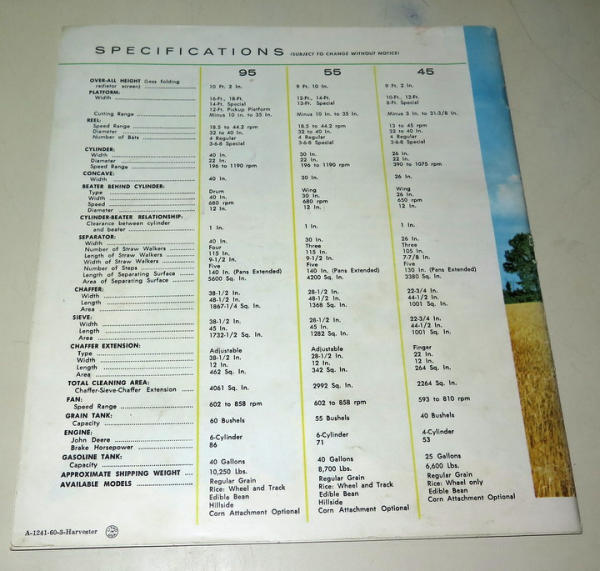 SPECIFICATIONS (SUBJECT TO CHANGE WITHOUT NOTICE)
95 55 45
OVER-ALL HEIGHT (less folding
radiator screen) 10 Ft. 2 In. 9 Ft. 10 In. 9 Ft. 2 In.
PLATFORM:
Width 16-Ft., 18-Ft. 12-Ft., 14-Ft. 10-Ft., 12-Ft.
14-Ft. Special 13-Ft. Special 8-Ft. Special
12-Ft. Pickup Platform
Cutting Range Minus 10 In. to 35 In. Minus 10 In. to 35 In. Minus 3 In. to 31-3/8 In.
REEL:
Speed Range 18.5 to 44.2 rpm 18.5 to 44.2 rpm 13 to 45 rpm
Diameter 32 to 40 In. 32 to 40 In. 32 to 40 In.
Number of Bats 4 Regular 4 Regular 4 Regular
3-6-8 Special 3-6-8 Special 3-6-8 Special
CYLINDER:
Width 40 In. 30 In. 26 In.
Diameter 22 In. 22 In. 22 In.
Speed Range 196 to 1190 rpm 196 to 1190 rpm 390 to 1075 rpm
CONCAVE:
Width 40 In. 30 In. 26 In.
BEATER BEHIND CYLINDER:
Type Drum Wing Wing
Width 40 In. 30 In. 26 In.
Speed 680 rpm 680 rpm 650 rpm
Diameter 12 In. 12 In. 12 In.
CYLINDER-BEATER RELATIONSHIP:
Clearance between cylinder
and beater 1 In. 1 In. 1 In.
SEPARATOR:
Width 40 In. 30 In. 26 In.
Number of Straw Walkers Four Three Three
Length of Straw Walkers 115 In. 115 In. 105 In.
Width of Straw Walkers 9-1/2 In. 9-1/2 In. 7-7/8 In.
Number of Steps Five Five Five
Length of Separating Surface 140 In. (Pans Extended) 140 In. (Pans Extended) 130 In. (Pans Extended)
Area of Separating Surface 5600 Sq. In. 4200 Sq. In. 3380 Sq. In.
CHAFFER:
Width 38-1/2 In. 28-1/2 In. 22-3/4 In.
Length 48-1/2 In. 48-1/2 In. 44-1/2 In.
Area 1867-1/4 Sq. In. 1368 Sq. In. 1001 Sq. In.
SIEVE:
Width 38-1/2 In. 28-1/2 In. 22-3/4 In.
Length 45 In. 45 In. 44-1/2 In.
Area 1732-1/2 Sq. In. 1282 Sq. In. 1001 Sq. In.
CHAFFER EXTENSION:
Type Adjustable Adjustable Finger
Width 38-1/2 In. 28-1/2 In. 22 In.
Length 12 In. 12 In. 12 In.
Area 462 Sq. In. 342 Sq. In. 264 Sq. In.
TOTAL CLEANING AREA:
Chaffer-Sieve-Chaffer Extension 4061 Sq. In. 2992 Sq. In. 2264 Sq. In.
FAN:
Speed Range 602 to 858 rpm 602 to 858 rpm 593 to 810 rpm
GRAIN TANK:
Capacity 60 Bushels 55 Bushels 40 Bushels
ENGINE:
John Deere 6-Cylinder 6-Cylinder 4-Cylinder
Brake Horsepower 86 71 53
GASOLINE TANK:
Capacity 40 Gallons 40 Gallons 25 Gallons
APPROXIMATE SHIPPING WEIGHT 10,250 Lbs. 8,700 Lbs. 6,600 Lbs.
AVAILABLE MODELS Regular Grain Regular Grain Regular Grain
Rice: Wheel and Track Rice: Wheel and Track Rice: Wheel only
Edible Bean Edible Bean Edible Bean
Hillside Hillside Corn Attachment Optional
Corn Attachment Optional Corn Attachment Optional
A-1241-60-3-Harvester